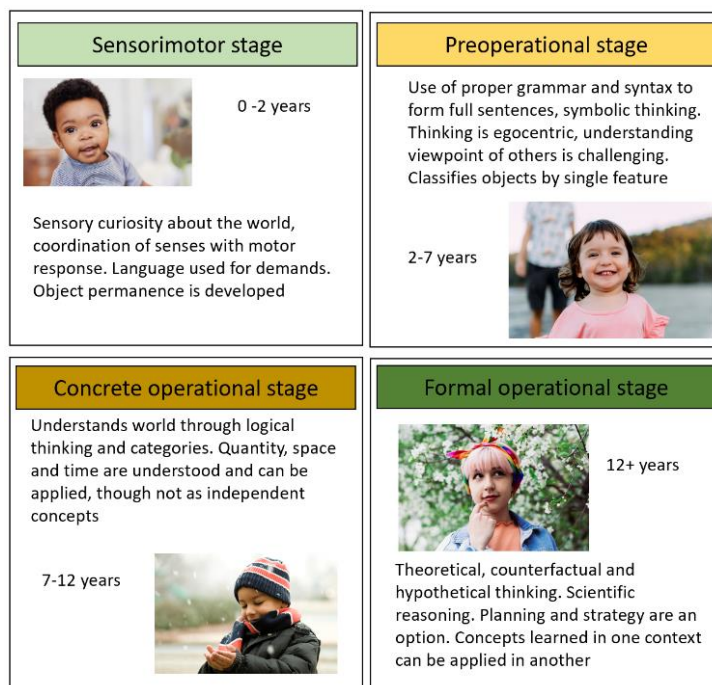 Sensorimotor stage
0 -2 years
Sensory curiosity about the world,
coordination of senses with motor
response. Language used for demands.
Object permanence is developed
Preoperational stage
Use of proper grammar and syntax to
form full sentences, symbolic thinking.
Thinking is egocentric, understanding
viewpoint of others is challenging.
Classifies objects by single feature
2-7 years
Concrete operational stage
Understands world through logical
thinking and categories. Quantity, space
and time are understood and can be
applied, though not as independent
concepts
7-12 years
Formal operational stage
12+ years
Theoretical, counterfactual and
hypothetical thinking. Scientific
reasoning. Planning and strategy are an
option. Concepts learned in one context
can be applied in another